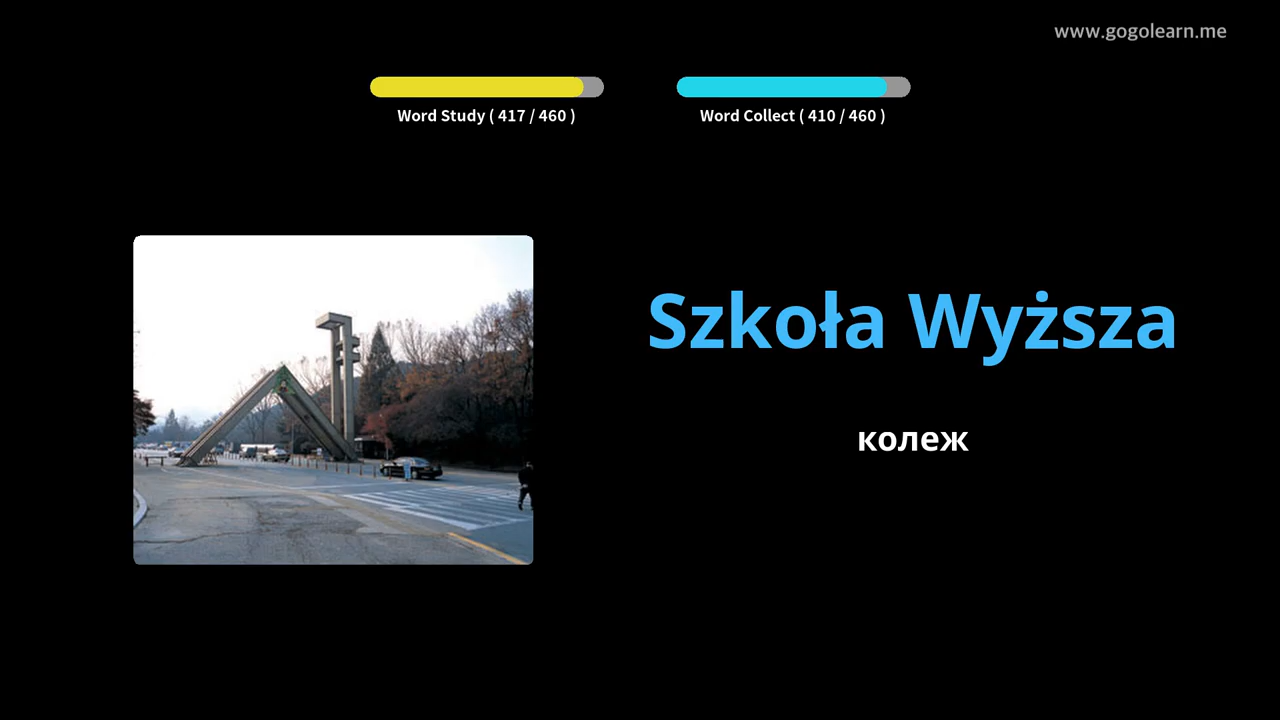 www.gogolearn.me
Word Study ( 417 / 460 )
Word Collect ( 410 / 460 )
Szkoła Wyższa
колеж